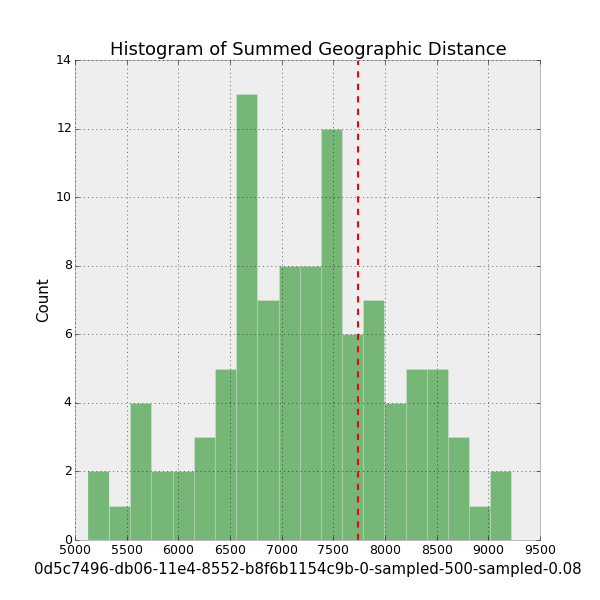 Histogram of Summed Geographic Distance
14
12
10
8
6
4
2
0
Count
5000 5500 6000 6500 7000 7500 8000 8500 9000 9500
0d5c7496-db06-11e4-8552-b8f6b1154c9b-0-sampled-500-sampled-0.08